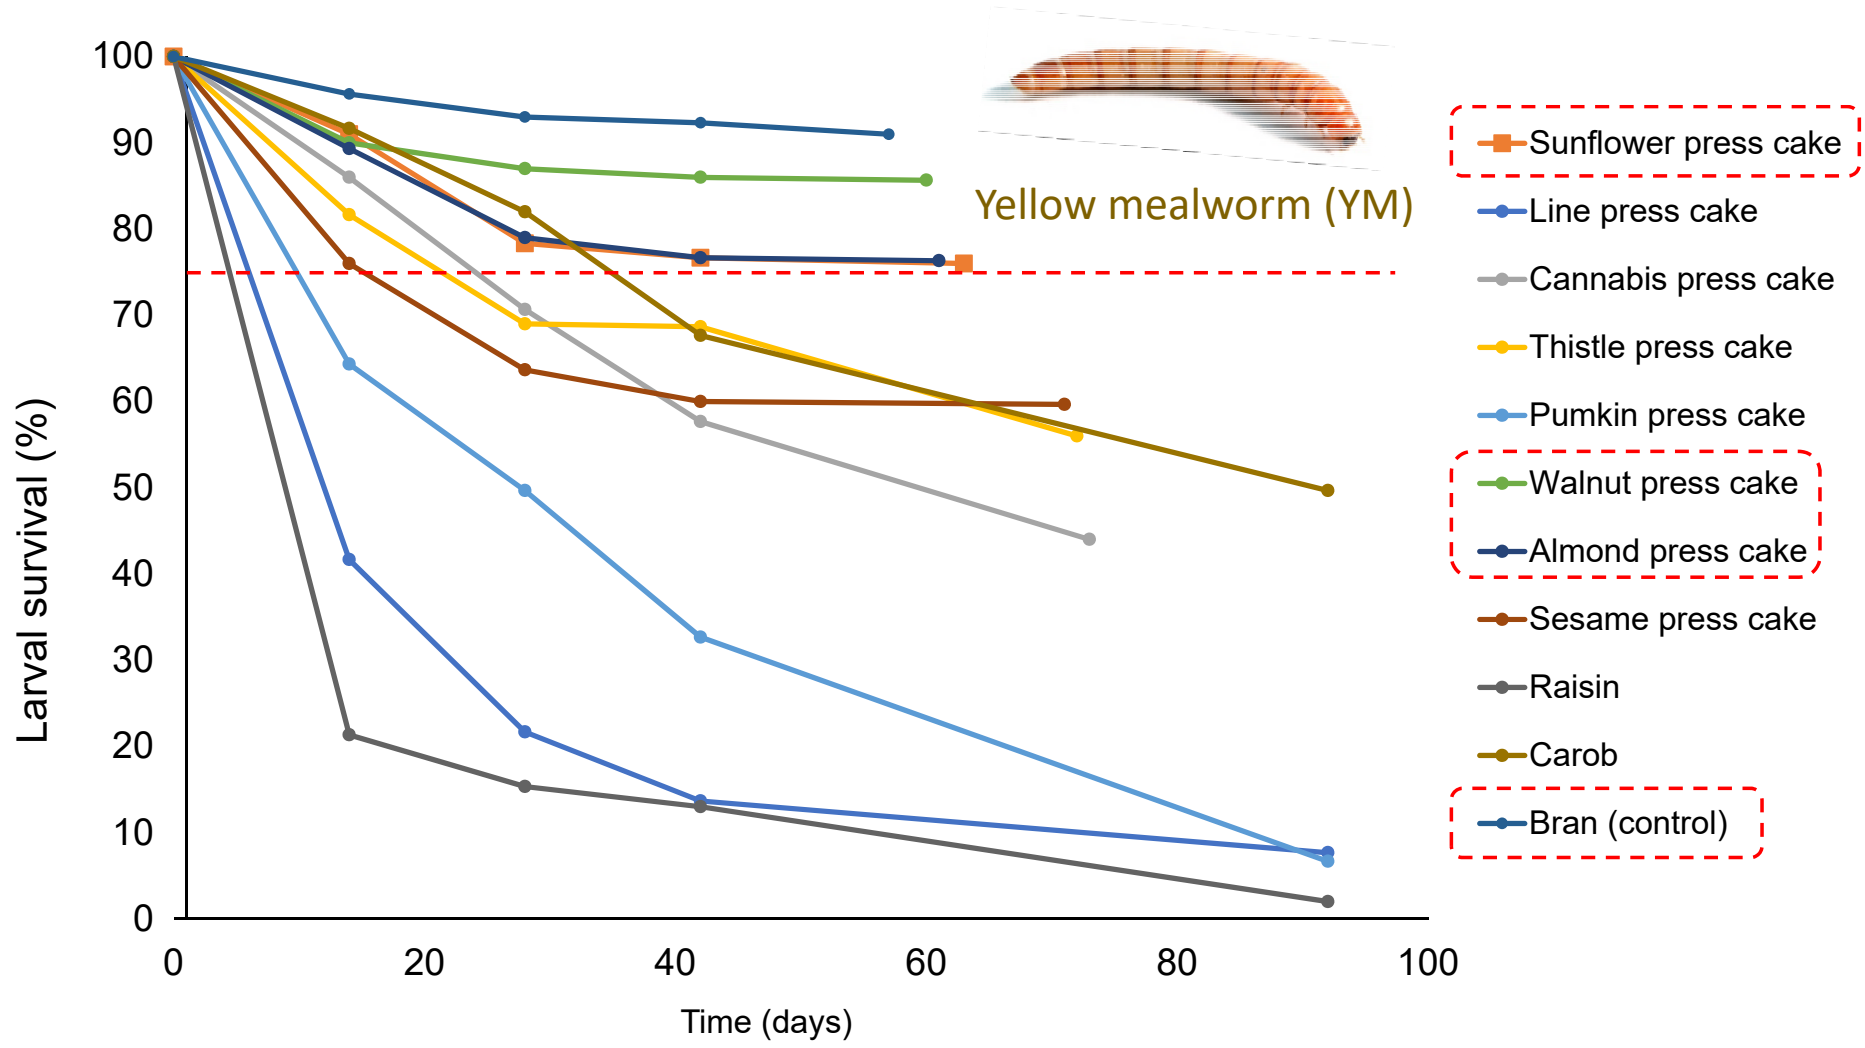 100
90
80
70
60
50
40
30
20
10
0
Larval survival (%)
0 20 40 60 80 100
Time (days)
Yellow mealworm (YM)
Sunflower press cake
Line press cake
Cannabis press cake
Thistle press cake
Pumkin press cake
Walnut press cake
Almond press cake
Sesame press cake
Raisin
Carob
Bran (control)